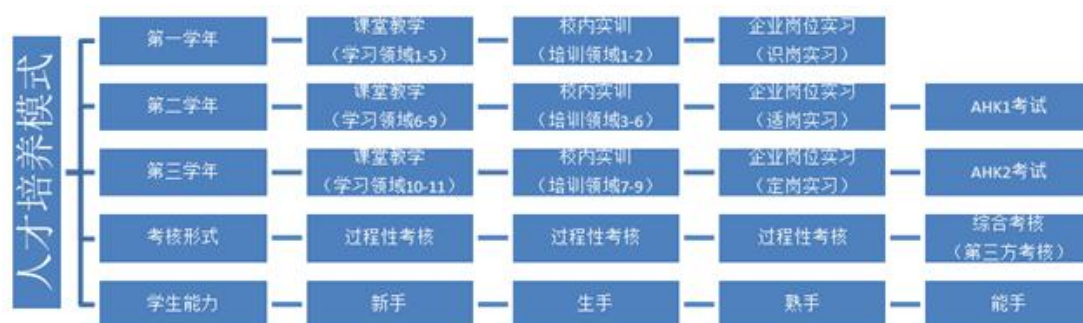 人才培养模式
第一学年
课堂教学
（学习领域1-5）
校内实训
（培训领域1-2）
企业岗位实习
（识岗实习）
第二学年
课堂教学
（学习领域6-9）
校内实训
（培训领域3-6）
企业岗位实习
（适岗实习）
AHK1考试
第三学年
课堂教学
（学习领域10-11）
校内实训
（培训领域7-9）
企业岗位实习
（定岗实习）
AHK2考试
考核形式
过程性考核
过程性考核
过程性考核
综合考核
（第三方考核）
学生能力
新手
生手
熟手
能手